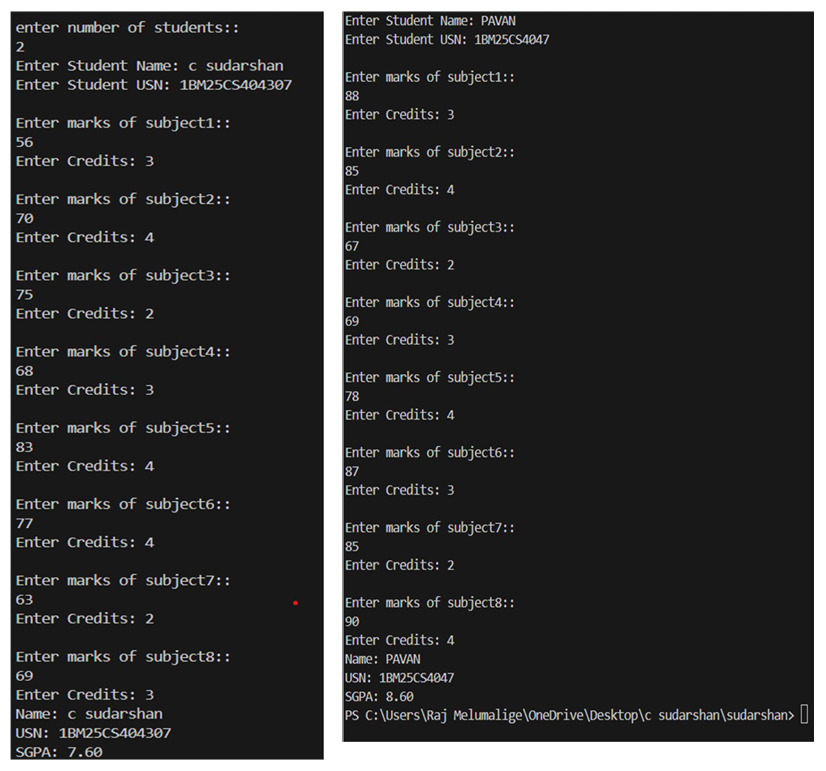 enter number of students::
2
Enter Student Name: c sudarshan
Enter Student USN: 1BM25CS404307
Enter marks of subject1::
56
Enter Credits: 3
Enter marks of subject2::
70
Enter Credits: 4
Enter marks of subject3::
75
Enter Credits: 2
Enter marks of subject4::
68
Enter Credits: 3
Enter marks of subject5::
83
Enter Credits: 4
Enter marks of subject6::
77
Enter Credits: 4
Enter marks of subject7::
63
Enter Credits: 2
Enter marks of subject8::
69
Enter Credits: 3
Name: c sudarshan
USN: 1BM25CS404307
SGPA: 7.60
Enter Student Name: PAVAN
Enter Student USN: 1BM25CS4047
Enter marks of subject1::
88
Enter Credits: 3
Enter marks of subject2::
85
Enter Credits: 4
Enter marks of subject3::
67
Enter Credits: 2
Enter marks of subject4::
69
Enter Credits: 3
Enter marks of subject5::
78
Enter Credits: 4
Enter marks of subject6::
87
Enter Credits: 3
Enter marks of subject7::
85
Enter Credits: 2
Enter marks of subject8::
90
Enter Credits: 4
Name: PAVAN
USN: 1BM25CS4047
SGPA: 8.60
PS C:\Users\Raj Melumalige\OneDrive\Desktop\c sudarshan\sudarshan>